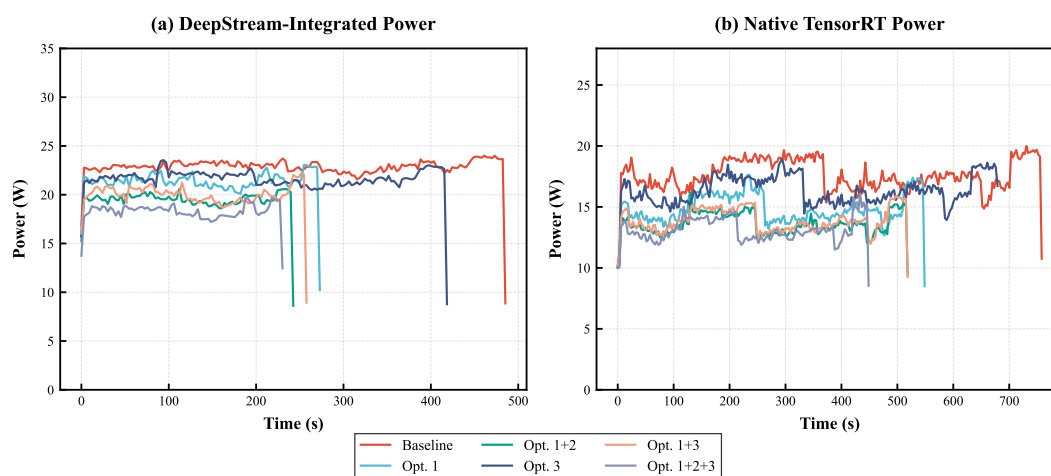 (a) DeepStream-Integrated Power
(b) Native TensorRT Power
Power (W)
35
30
25
20
15
10
5
0
0 100 200 300 400 500
Time (s)
Power (W)
25
20
15
10
5
0
0 100 200 300 400 500 600 700
Time (s)
Baseline Opt. 1+2 Opt. 1+3
Opt. 1 Opt. 3 Opt. 1+2+3